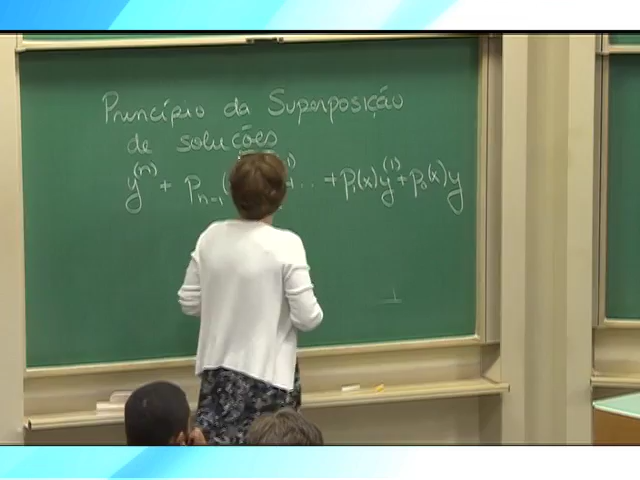 Princípio da Superposição
de soluções
y⁽ⁿ⁾ + pₙ₋₁( ... + p₁(x)y⁽¹⁾ + p₀(x)y